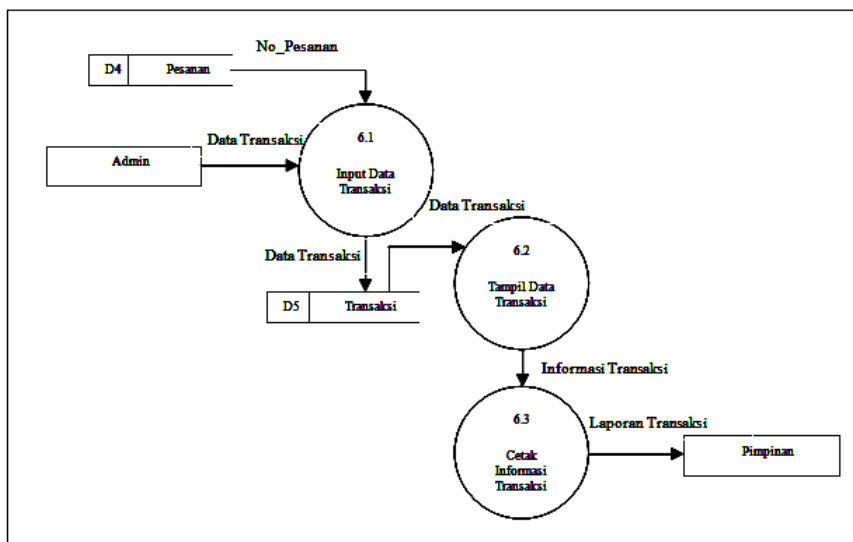 No_Pesanan
D4 Pesanan
Data Transaksi
Admin
6.1
Input Data
Transaksi
Data Transaksi
Data Transaksi
D5 Transaksi
6.2
Tampil Data
Transaksi
Informasi Transaksi
6.3
Cetak
Informasi
Transaksi
Laporan Transaksi
Pimpinan